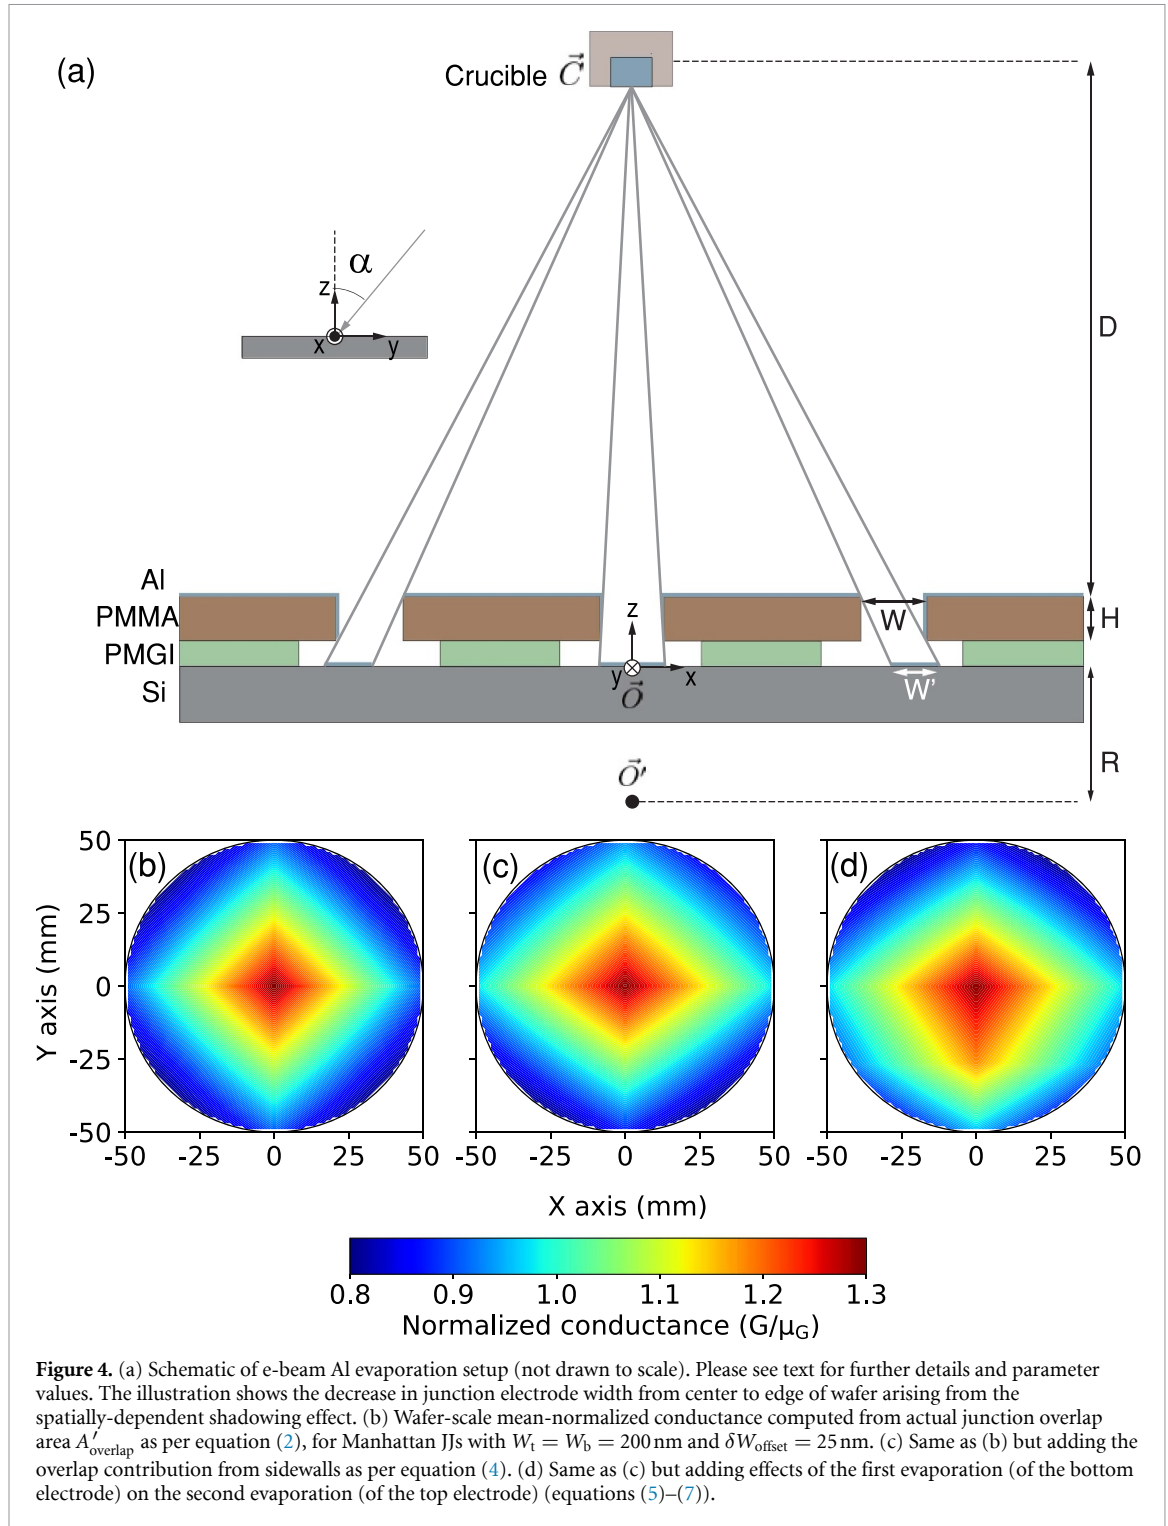 (a)
Crucible C⃗
α
z
x
y
D
Al
PMMA
PMGI
Si
W
H
z
y
x
O⃗
W'
R
O⃗'
(b)
(c)
(d)
50
25
0
-25
-50
Y axis (mm)
-50 -25 0 25 50
-50 -25 0 25 50
-50 -25 0 25 50
X axis (mm)
0.8 0.9 1.0 1.1 1.2 1.3
Normalized conductance (G/μ_G)
Figure 4. (a) Schematic of e-beam Al evaporation setup (not drawn to scale). Please see text for further details and parameter
values. The illustration shows the decrease in junction electrode width from center to edge of wafer arising from the
spatially-dependent shadowing effect. (b) Wafer-scale mean-normalized conductance computed from actual junction overlap
area A′_overlap as per equation (2), for Manhattan JJs with W_t = W_b = 200 nm and δW_offset = 25 nm. (c) Same as (b) but adding the
overlap contribution from sidewalls as per equation (4). (d) Same as (c) but adding effects of the first evaporation (of the bottom
electrode) on the second evaporation (of the top electrode) (equations (5)–(7)).